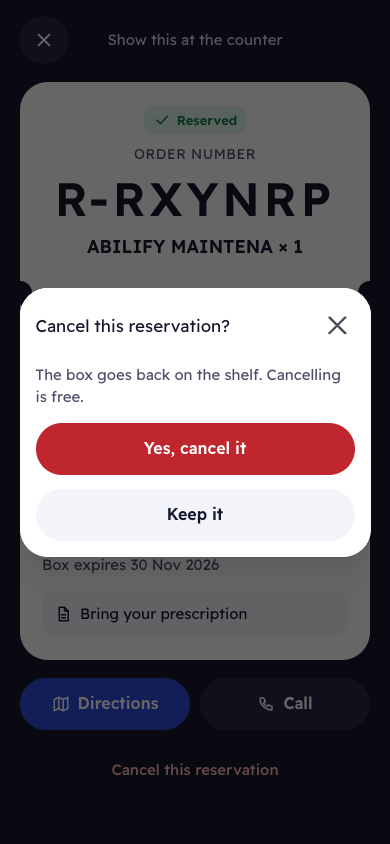 Show this at the counter
Reserved
ORDER NUMBER
R-RXYNRP
ABILIFY MAINTENA × 1
Cancel this reservation?
The box goes back on the shelf. Cancelling
is free.
Yes, cancel it
Keep it
Box expires 30 Nov 2026
Bring your prescription
Directions
Call
Cancel this reservation